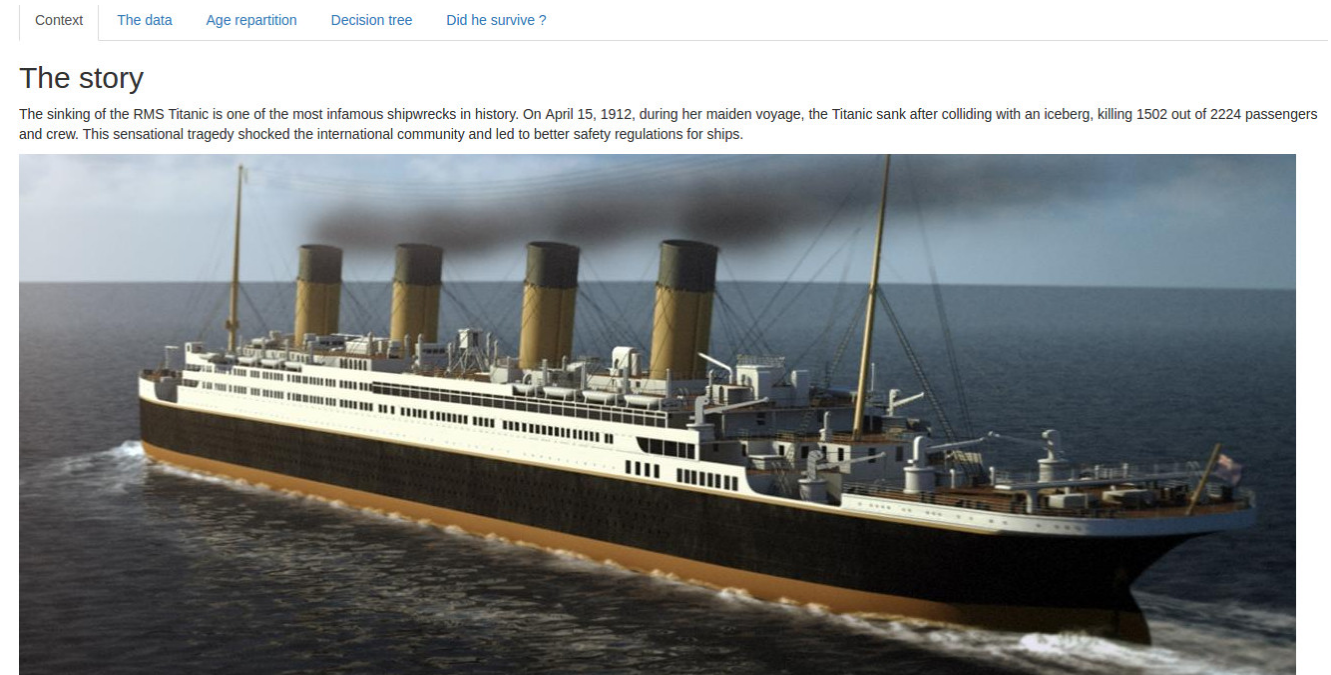 Context The data Age repartition Decision tree Did he survive ?
The story
The sinking of the RMS Titanic is one of the most infamous shipwrecks in history. On April 15, 1912, during her maiden voyage, the Titanic sank after colliding with an iceberg, killing 1502 out of 2224 passengers
and crew. This sensational tragedy shocked the international community and led to better safety regulations for ships.